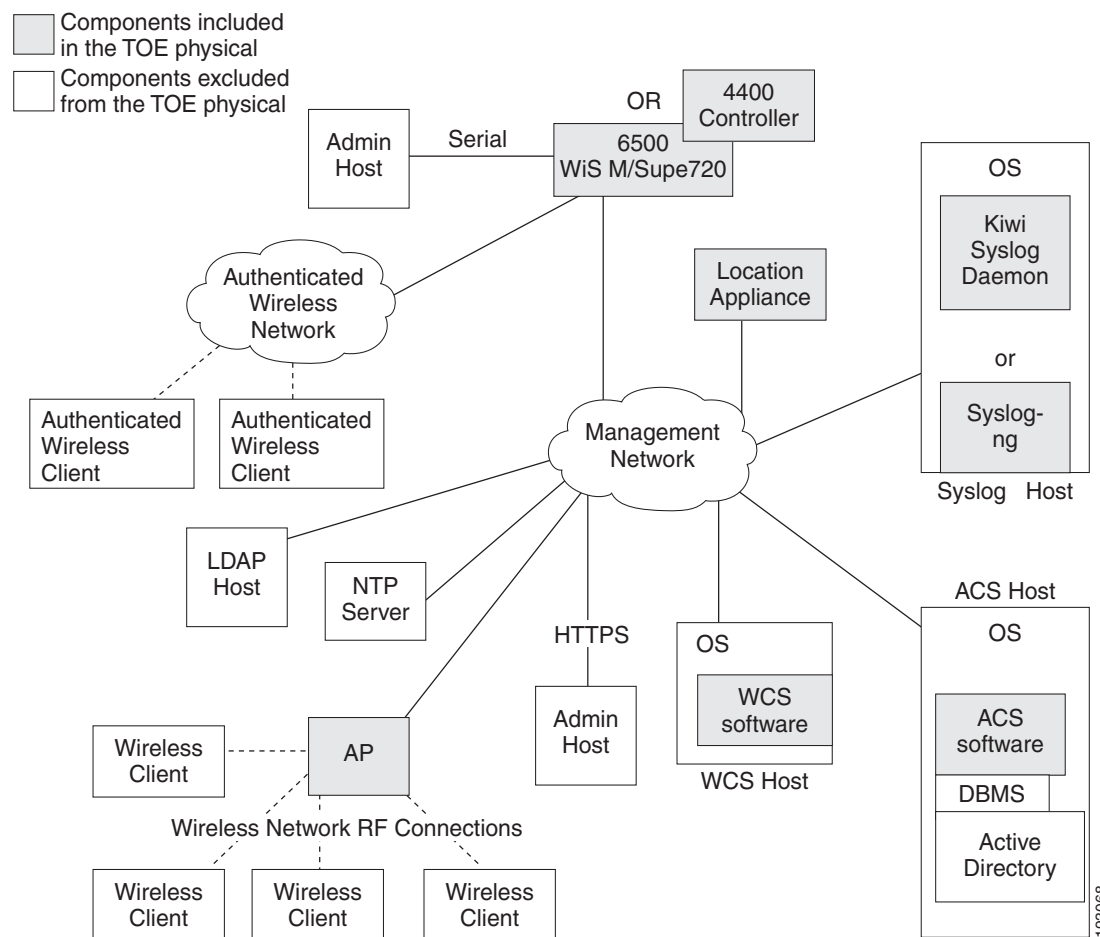 Components included
in the TOE physical
Components excluded
from the TOE physical
Admin
Host
Serial
OR
4400
Controller
6500
WiS M/Supe720
OS
Kiwi
Syslog
Daemon
or
Syslog-
ng
Syslog Host
Location
Appliance
Authenticated
Wireless
Network
Authenticated
Wireless
Client
Authenticated
Wireless
Client
Management
Network
LDAP
Host
NTP
Server
HTTPS
Admin
Host
OS
WCS
software
WCS Host
ACS Host
OS
ACS
software
DBMS
Active
Directory
AP
Wireless
Client
Wireless Network RF Connections
Wireless
Client
Wireless
Client
Wireless
Client